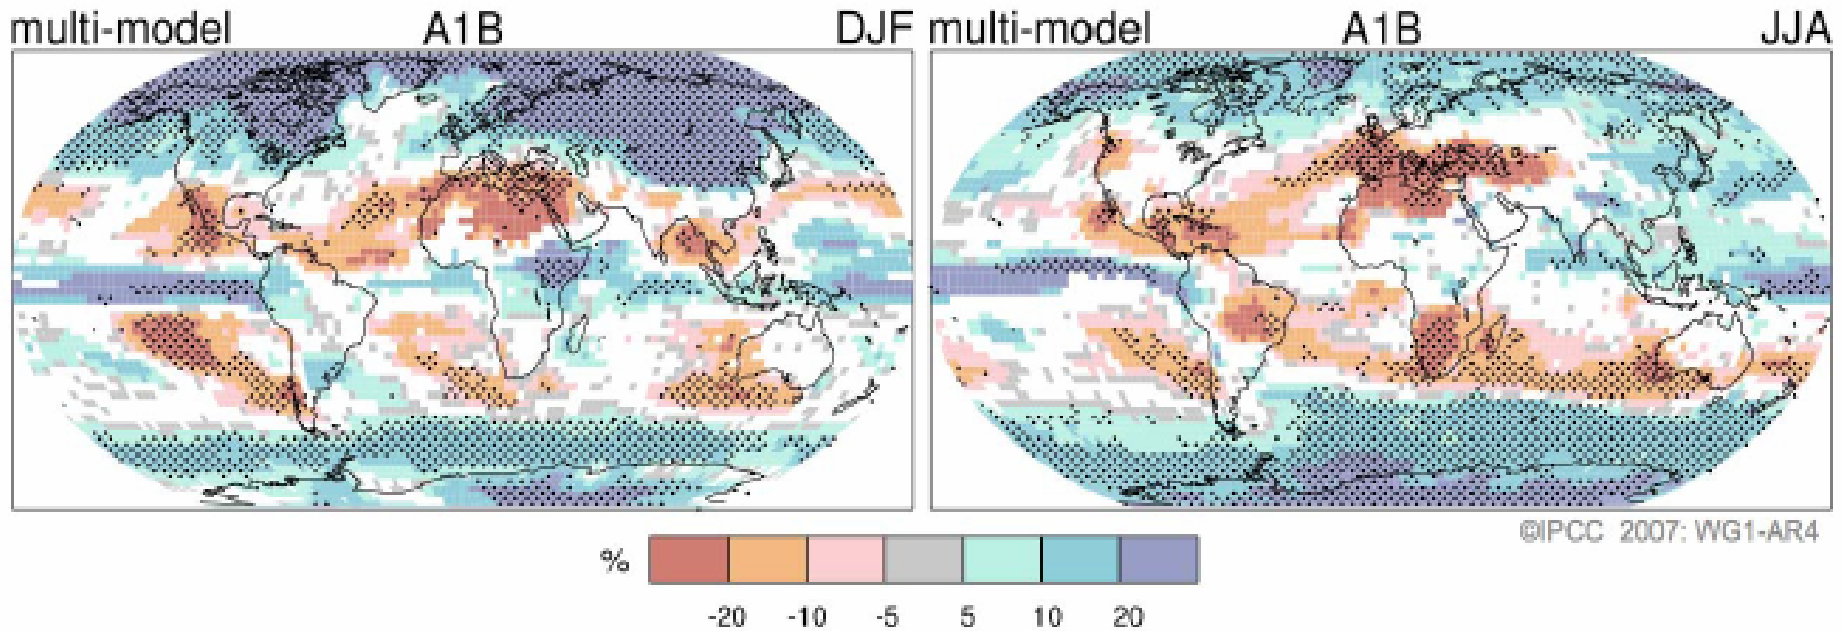 multi-model A1B DJF
multi-model A1B JJA
©IPCC 2007: WG1-AR4
%
-20 -10 -5 5 10 20